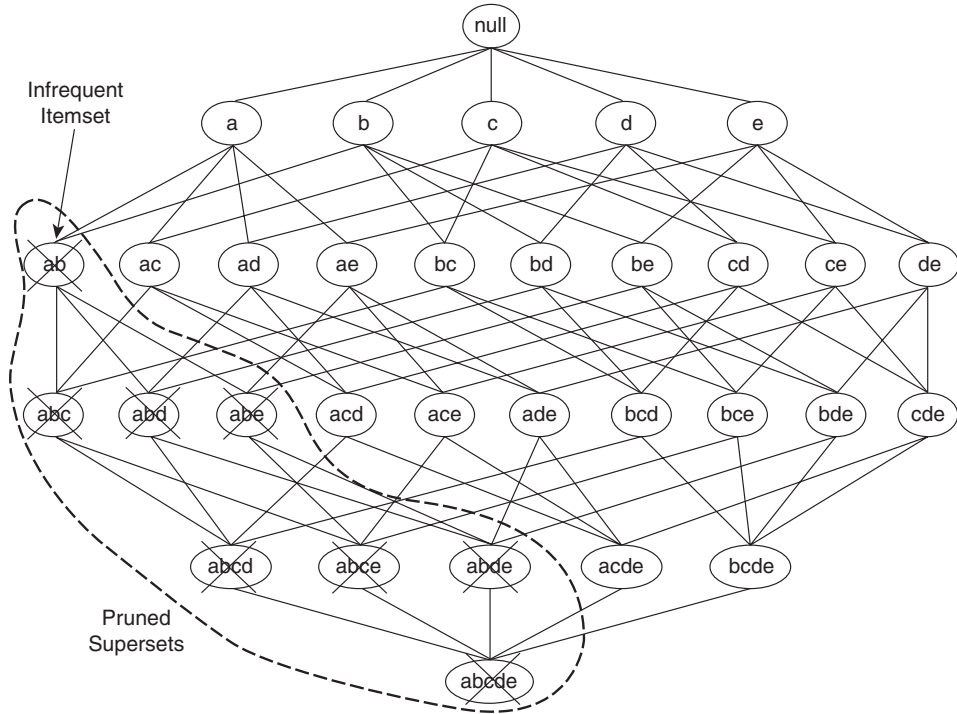 null
Infrequent
Itemset
a b c d e
ab ac ad ae bc bd be cd ce de
abc abd abe acd ace ade bcd bce bde cde
abcd abce abde acde bcde
Pruned
Supersets
abcde